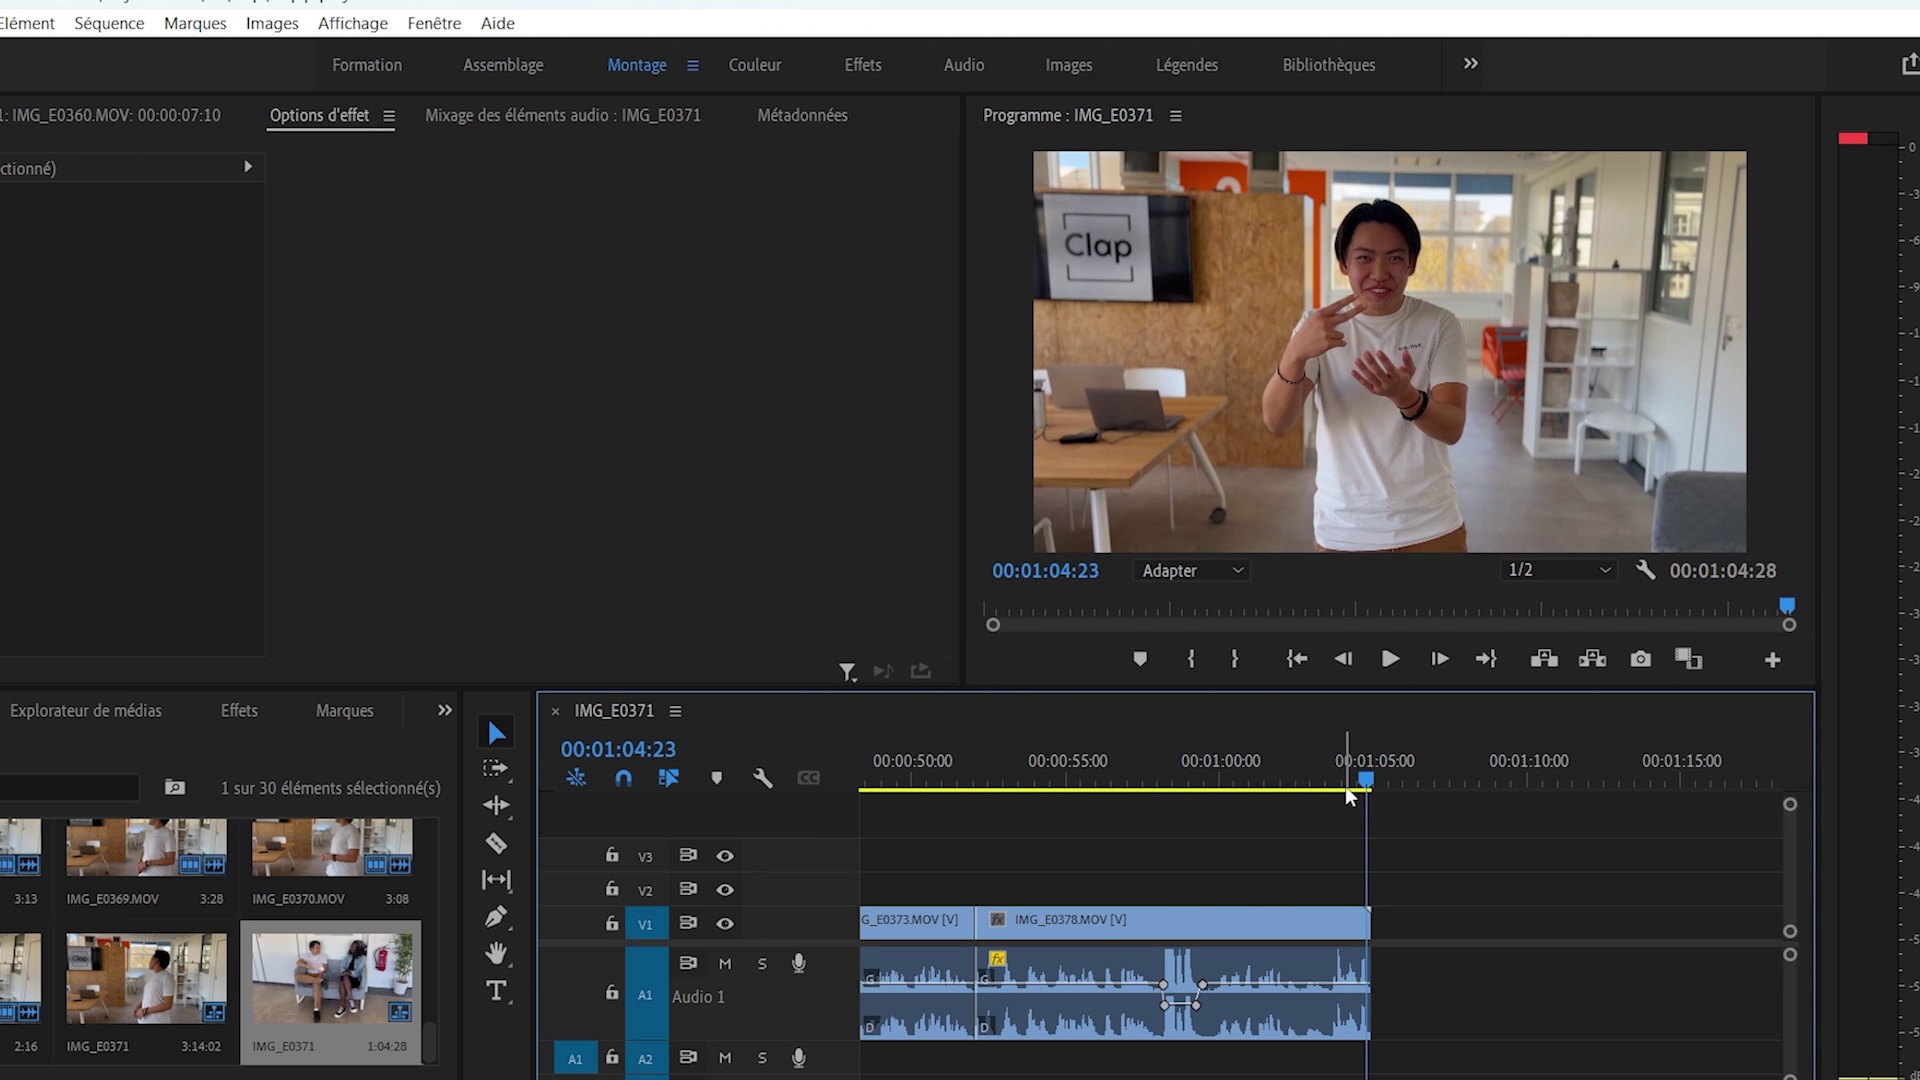 Elément Séquence Marques Images Affichage Fenêtre Aide
Formation Assemblage Montage Couleur Effets Audio Images Légendes Bibliothèques
: IMG_E0360.MOV: 00:00:07:10 Options d'effet Mixage des éléments audio : IMG_E0371 Métadonnées
Programme : IMG_E0371
ctionné)
Clap
00:01:04:23 Adapter 1/2 00:01:04:28
Explorateur de médias Effets Marques
IMG_E0371
00:01:04:23
00:00:50:00 00:00:55:00 00:01:00:00 00:01:05:00 00:01:10:00 00:01:15:00
1 sur 30 éléments sélectionné(s)
3:13 IMG_E0369.MOV 3:28 IMG_E0370.MOV 3:08
2:16 IMG_E0371 3:14:02 IMG_E0371 1:04:28
V3
V2
V1 G_E0373.MOV [V] fx IMG_E0378.MOV [V]
M S fx
G G
A1 Audio 1
D D
A1 A2 M S
0